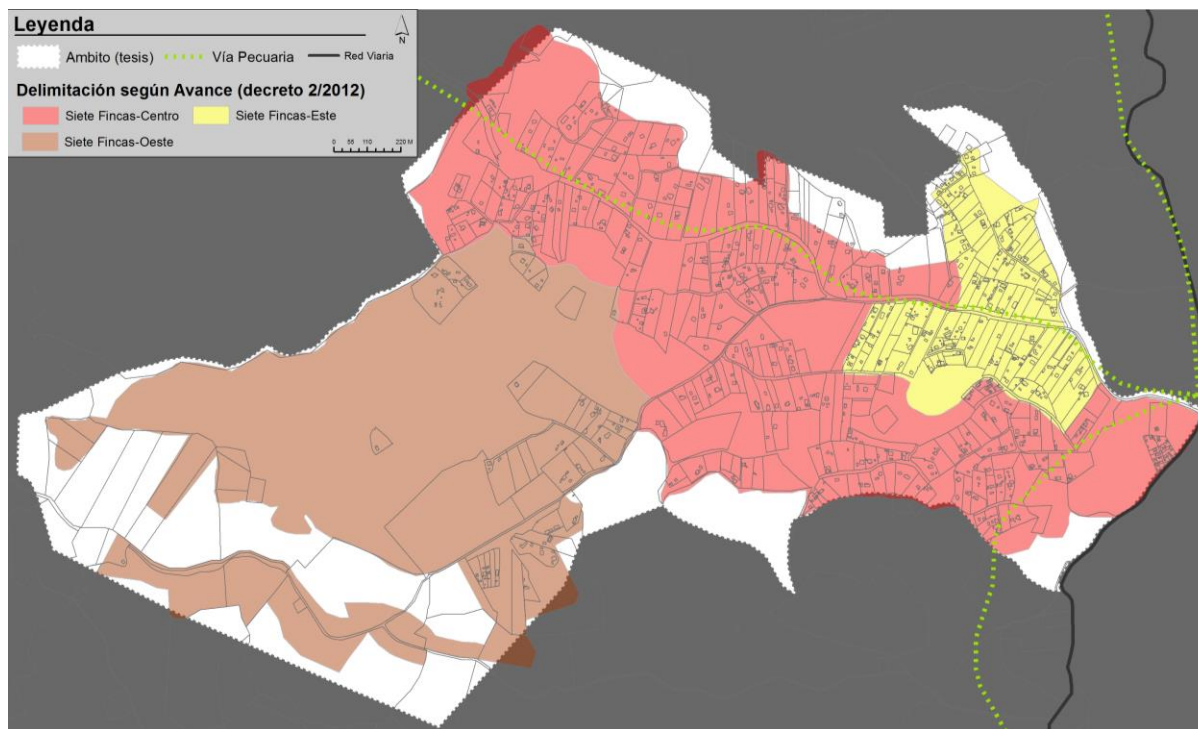 Leyenda
N
Ambito (tesis) Vía Pecuaria Red Viaria
Delimitación según Avance (decreto 2/2012)
Siete Fincas-Centro Siete Fincas-Este
Siete Fincas-Oeste
0 55 110 220 M